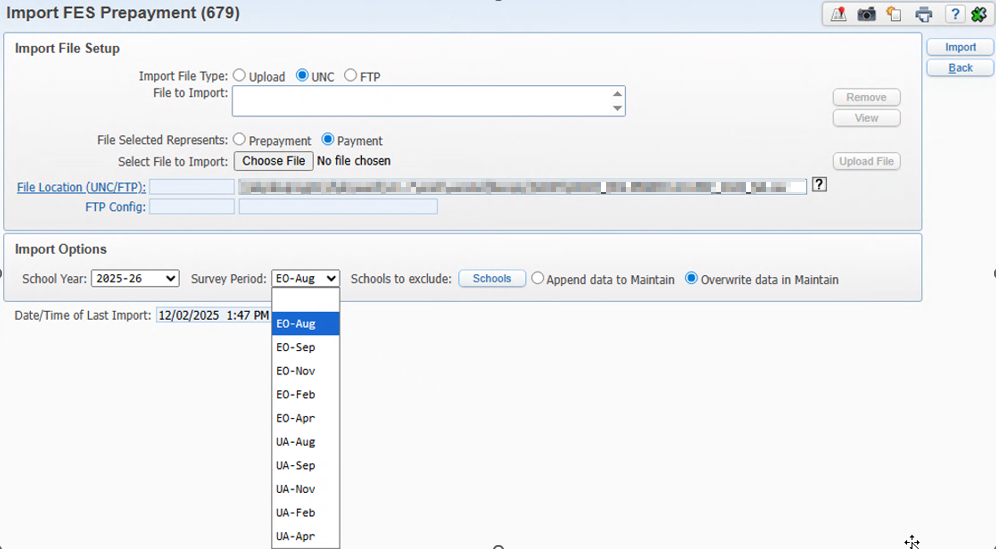 Import FES Prepayment (679)
?
Import File Setup
Import
Back
Import File Type: Upload UNC FTP
File to Import:
Remove
View
File Selected Represents: Prepayment Payment
Select File to Import: Choose File No file chosen
Upload File
File Location (UNC/FTP):
?
FTP Config:
Import Options
School Year: 2025-26 Survey Period: EO-Aug Schools to exclude: Schools Append data to Maintain Overwrite data in Maintain
Date/Time of Last Import: 12/02/2025 1:47 PM
EO-Aug
EO-Sep
EO-Nov
EO-Feb
EO-Apr
UA-Aug
UA-Sep
UA-Nov
UA-Feb
UA-Apr